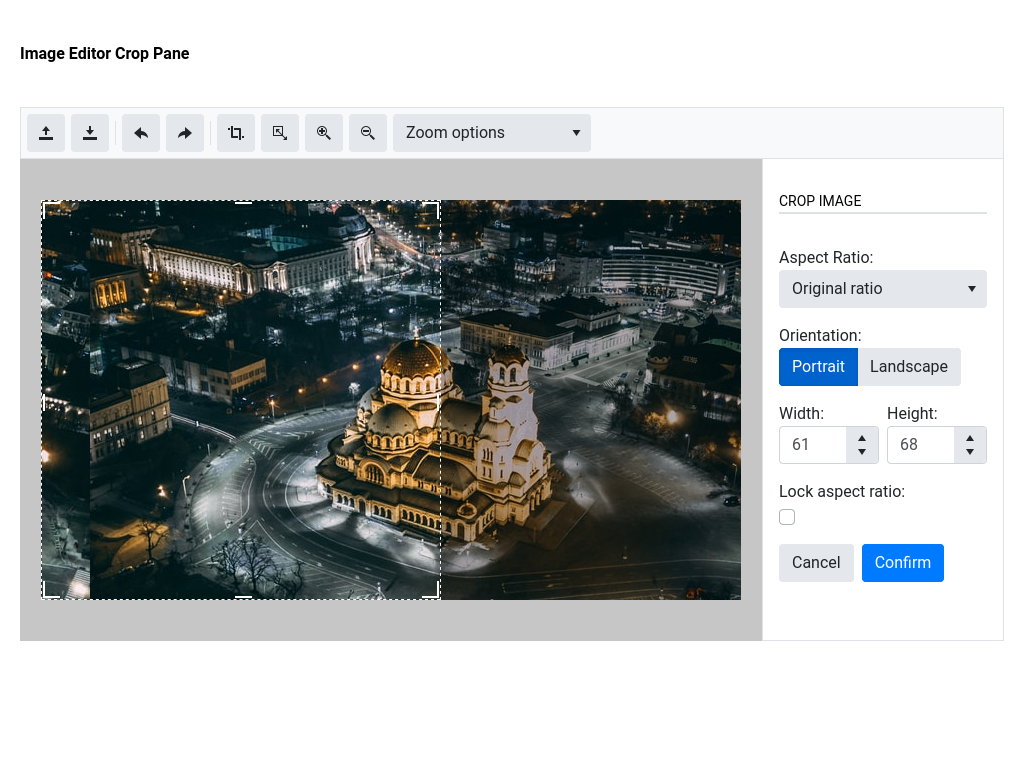 Image Editor Crop Pane
Zoom options
CROP IMAGE
Aspect Ratio:
Original ratio
Orientation:
Portrait Landscape
Width: Height:
61 68
Lock aspect ratio:
Cancel Confirm